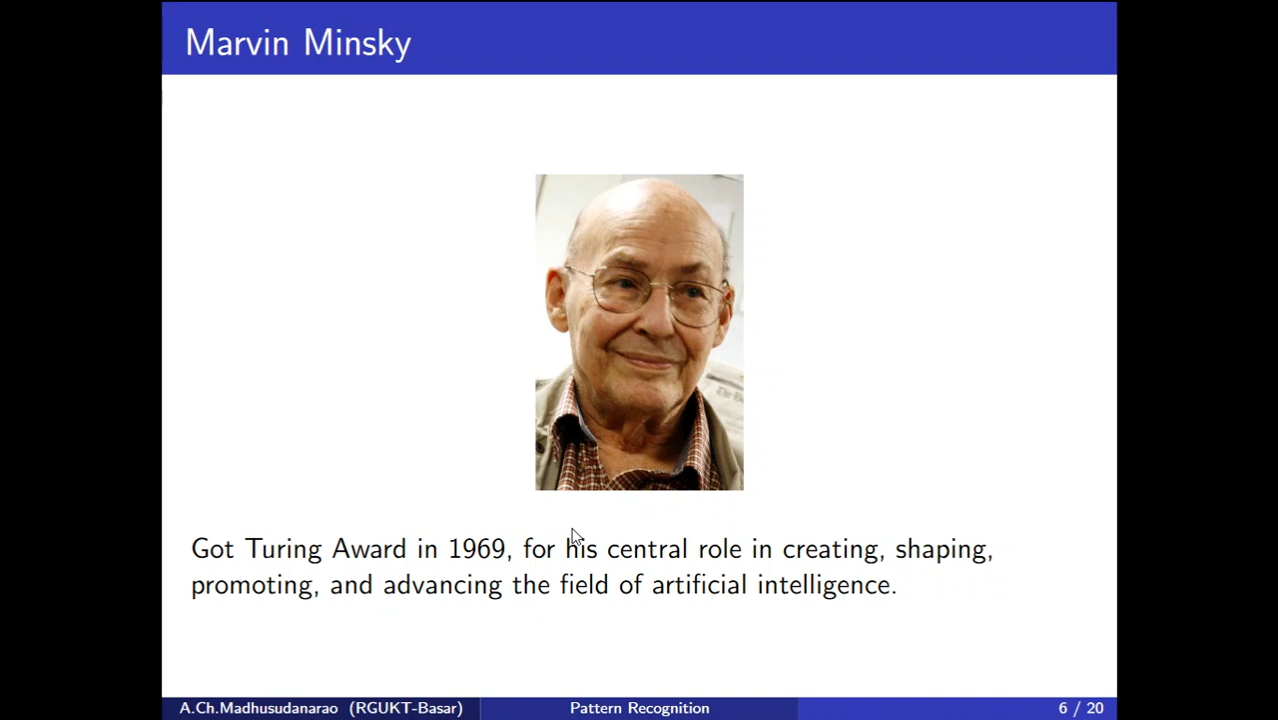 Marvin Minsky
Got Turing Award in 1969, for his central role in creating, shaping,
promoting, and advancing the field of artificial intelligence.
A.Ch.Madhusudanarao (RGUKT-Basar)
Pattern Recognition
6 / 20